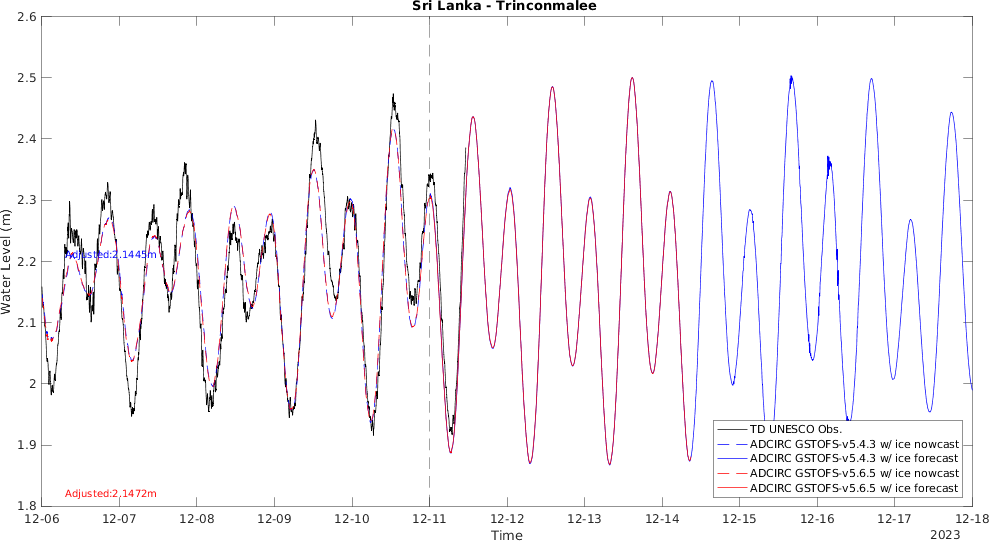 Sri Lanka - Trinconmalee
Water Level (m)
2.6
2.5
2.4
2.3
2.2
2.1
2
1.9
1.8
Adjusted:2.1445m
Adjusted:2.1472m
TD UNESCO Obs.
ADCIRC GSTOFS-v5.4.3 w/ ice nowcast
ADCIRC GSTOFS-v5.4.3 w/ ice forecast
ADCIRC GSTOFS-v5.6.5 w/ ice nowcast
ADCIRC GSTOFS-v5.6.5 w/ ice forecast
12-06 12-07 12-08 12-09 12-10 12-11 12-12 12-13 12-14 12-15 12-16 12-17 12-18
Time
2023